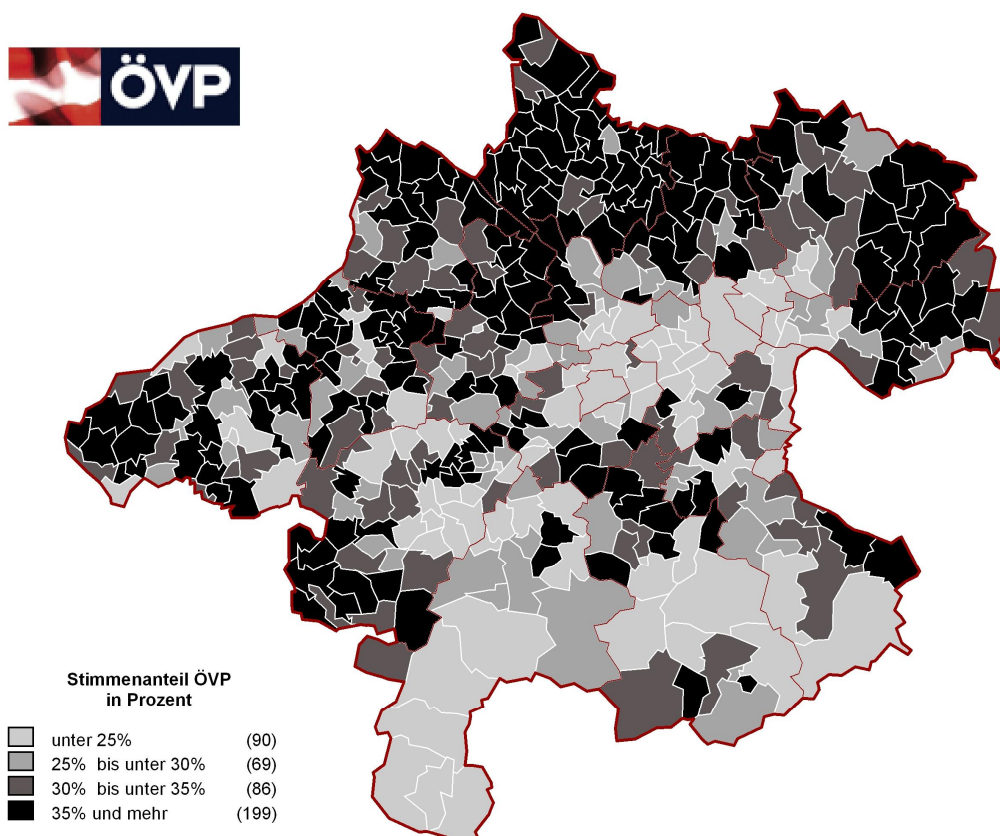 ÖVP
Stimmenanteil ÖVP
in Prozent
unter 25% (90)
25% bis unter 30% (69)
30% bis unter 35% (86)
35% und mehr (199)